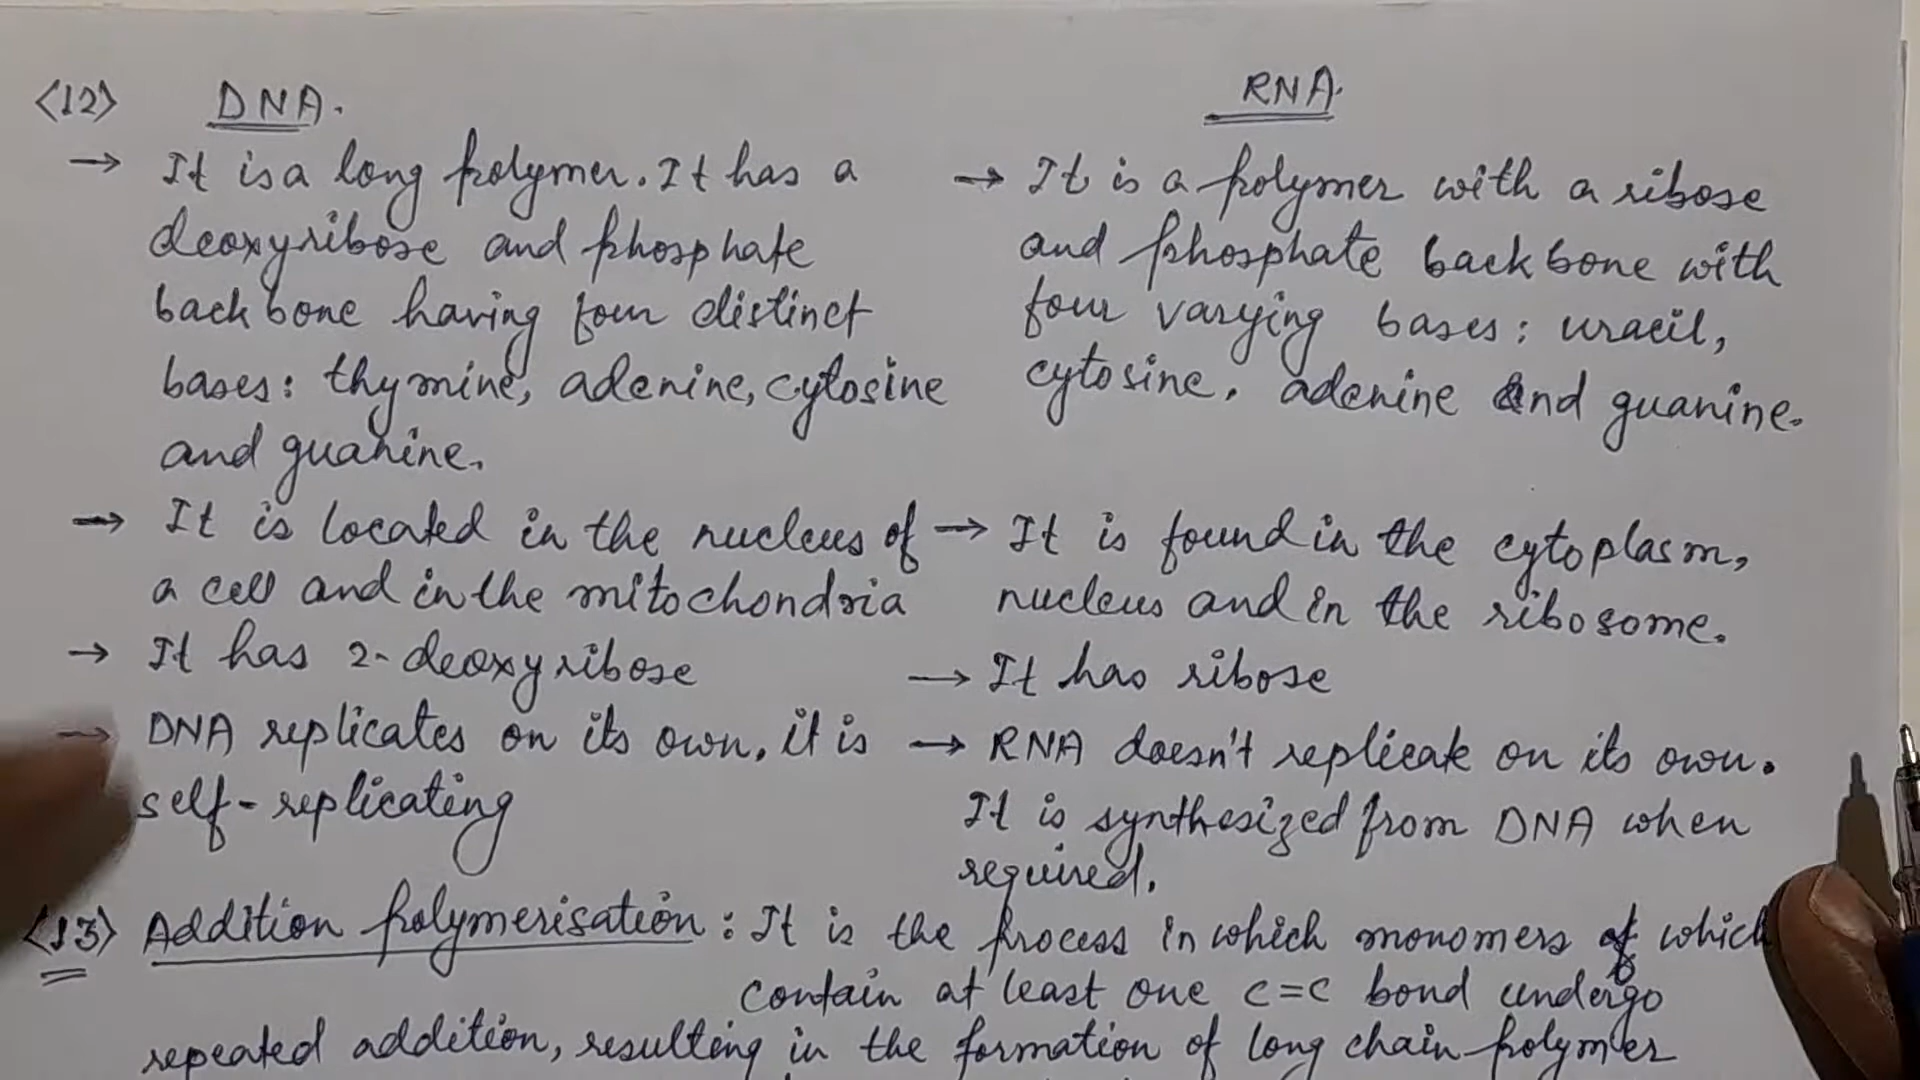 <12> DNA.
→ It is a long polymer. It has a
deoxyribose and phosphate
backbone having four distinct
bases: thymine, adenine, cytosine
and guanine.
→ It is located in the nucleus of
a cell and in the mitochondria
→ It has 2-deoxyribose
→ DNA replicates on its own, it is
self-replicating
RNA.
→ It is a polymer with a ribose
and phosphate backbone with
four varying bases: uracil,
cytosine, adenine and guanine.
→ It is found in the cytoplasm,
nucleus and in the ribosome.
→ It has ribose
→ RNA doesn't replicate on its own.
It is synthesized from DNA when
required.
<13> Addition polymerisation: It is the process in which monomers of which
contain at least one C=C bond undergo
repeated addition, resulting in the formation of long chain polymer